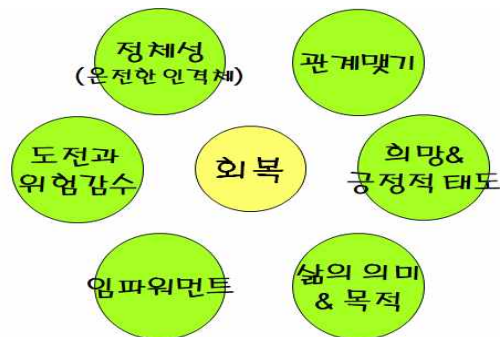 정체성
(온전한 인격체)
관계맺기
도전과
위험감수
회복
희망&
긍정적 태도
임파워먼트
삶의 의미
& 목적